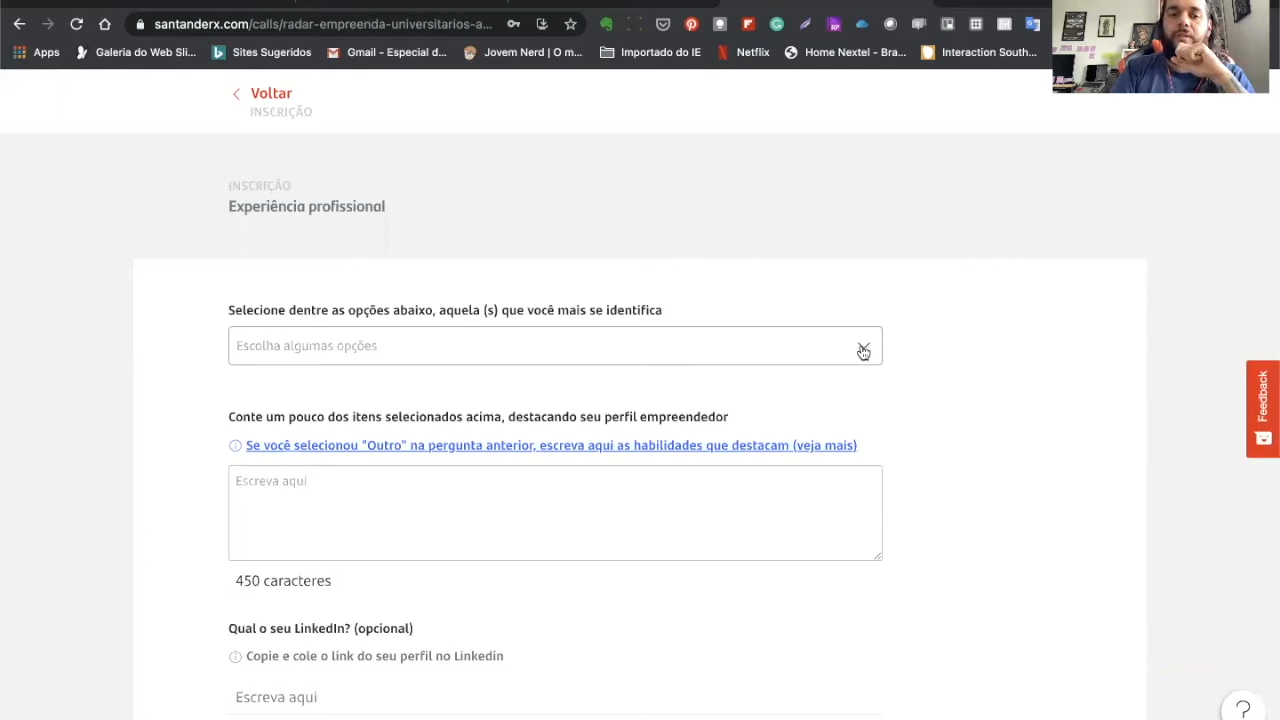 santanderx.com/calls/radar-empreenda-universitarios-a...
Apps
Galeria do Web Sli...
Sites Sugeridos
Gmail – Especial d...
Jovem Nerd | O m...
Importado do IE
Netflix
Home Nextel - Bra...
Interaction South...
Voltar
INSCRIÇÃO
INSCRIÇÃO
Experiência profissional
Selecione dentre as opções abaixo, aquela (s) que você mais se identifica
Escolha algumas opções
Conte um pouco dos itens selecionados acima, destacando seu perfil empreendedor
Se você selecionou "Outro" na pergunta anterior, escreva aqui as habilidades que destacam (veja mais)
Escreva aqui
450 caracteres
Qual o seu LinkedIn? (opcional)
Copie e cole o link do seu perfil no Linkedin
Escreva aqui
Feedback
?